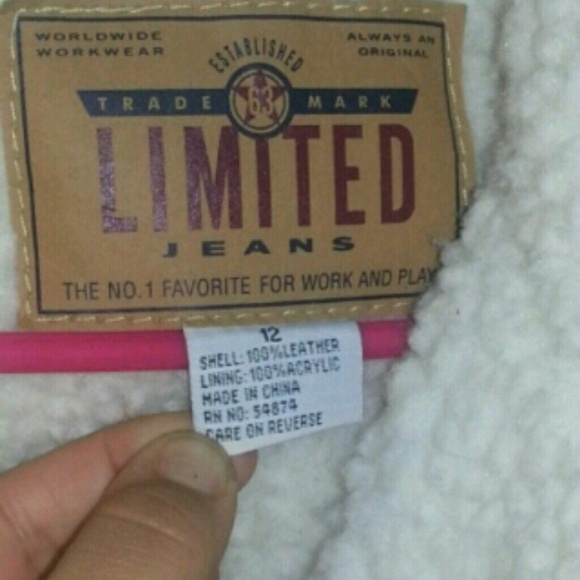 WORLDWIDE
WORKWEAR
ALWAYS AN
ORIGINAL
ESTABLISHED
63
TRADE MARK
LIMITED
JEANS
THE NO.1 FAVORITE FOR WORK AND PLAY
12
SHELL:100%LEATHER
LINING:100%ACRYLIC
MADE IN CHINA
RN NO: 54874
CARE ON REVERSE